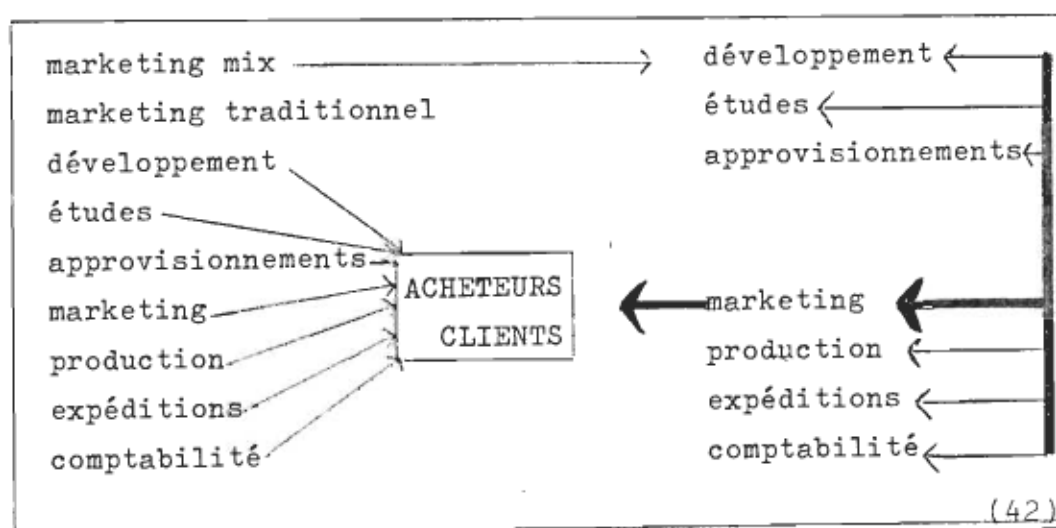 marketing mix
marketing traditionnel
développement
études
approvisionnements
marketing
production
expéditions
comptabilité
ACHETEURS
CLIENTS
développement
études
approvisionnements
marketing
production
expéditions
comptabilité
(42)